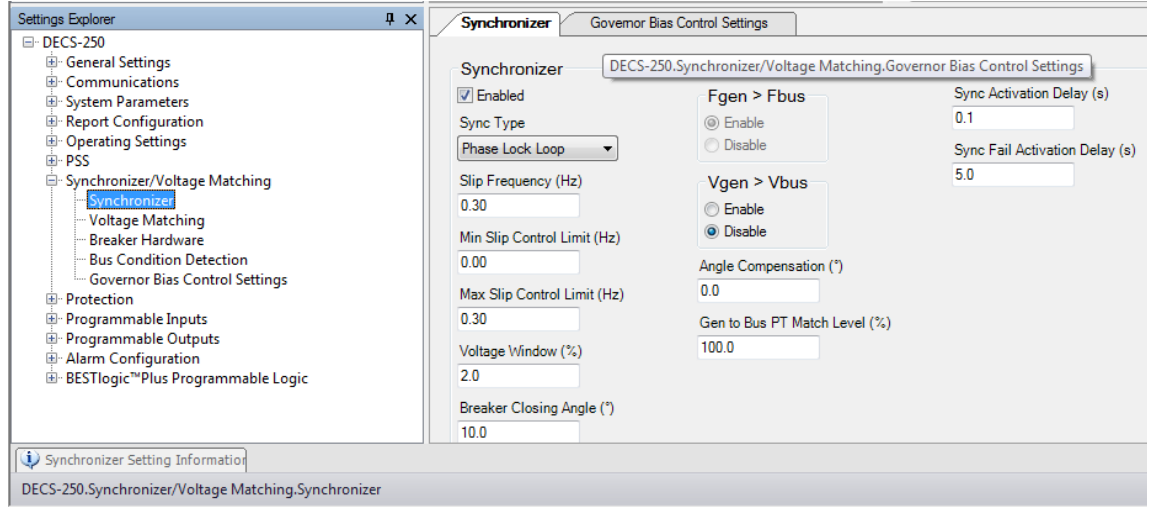 Settings Explorer
DECS-250
General Settings
Communications
System Parameters
Report Configuration
Operating Settings
PSS
Synchronizer/Voltage Matching
Synchronizer
Voltage Matching
Breaker Hardware
Bus Condition Detection
Governor Bias Control Settings
Protection
Programmable Inputs
Programmable Outputs
Alarm Configuration
BESTlogic™Plus Programmable Logic
Synchronizer
Governor Bias Control Settings
DECS-250.Synchronizer/Voltage Matching.Governor Bias Control Settings
Synchronizer
Enabled
Sync Type
Phase Lock Loop
Slip Frequency (Hz)
0.30
Min Slip Control Limit (Hz)
0.00
Max Slip Control Limit (Hz)
0.30
Voltage Window (%)
2.0
Breaker Closing Angle (°)
10.0
Fgen > Fbus
Enable
Disable
Vgen > Vbus
Enable
Disable
Angle Compensation (°)
0.0
Gen to Bus PT Match Level (%)
100.0
Sync Activation Delay (s)
0.1
Sync Fail Activation Delay (s)
5.0
Synchronizer Setting Information
DECS-250.Synchronizer/Voltage Matching.Synchronizer